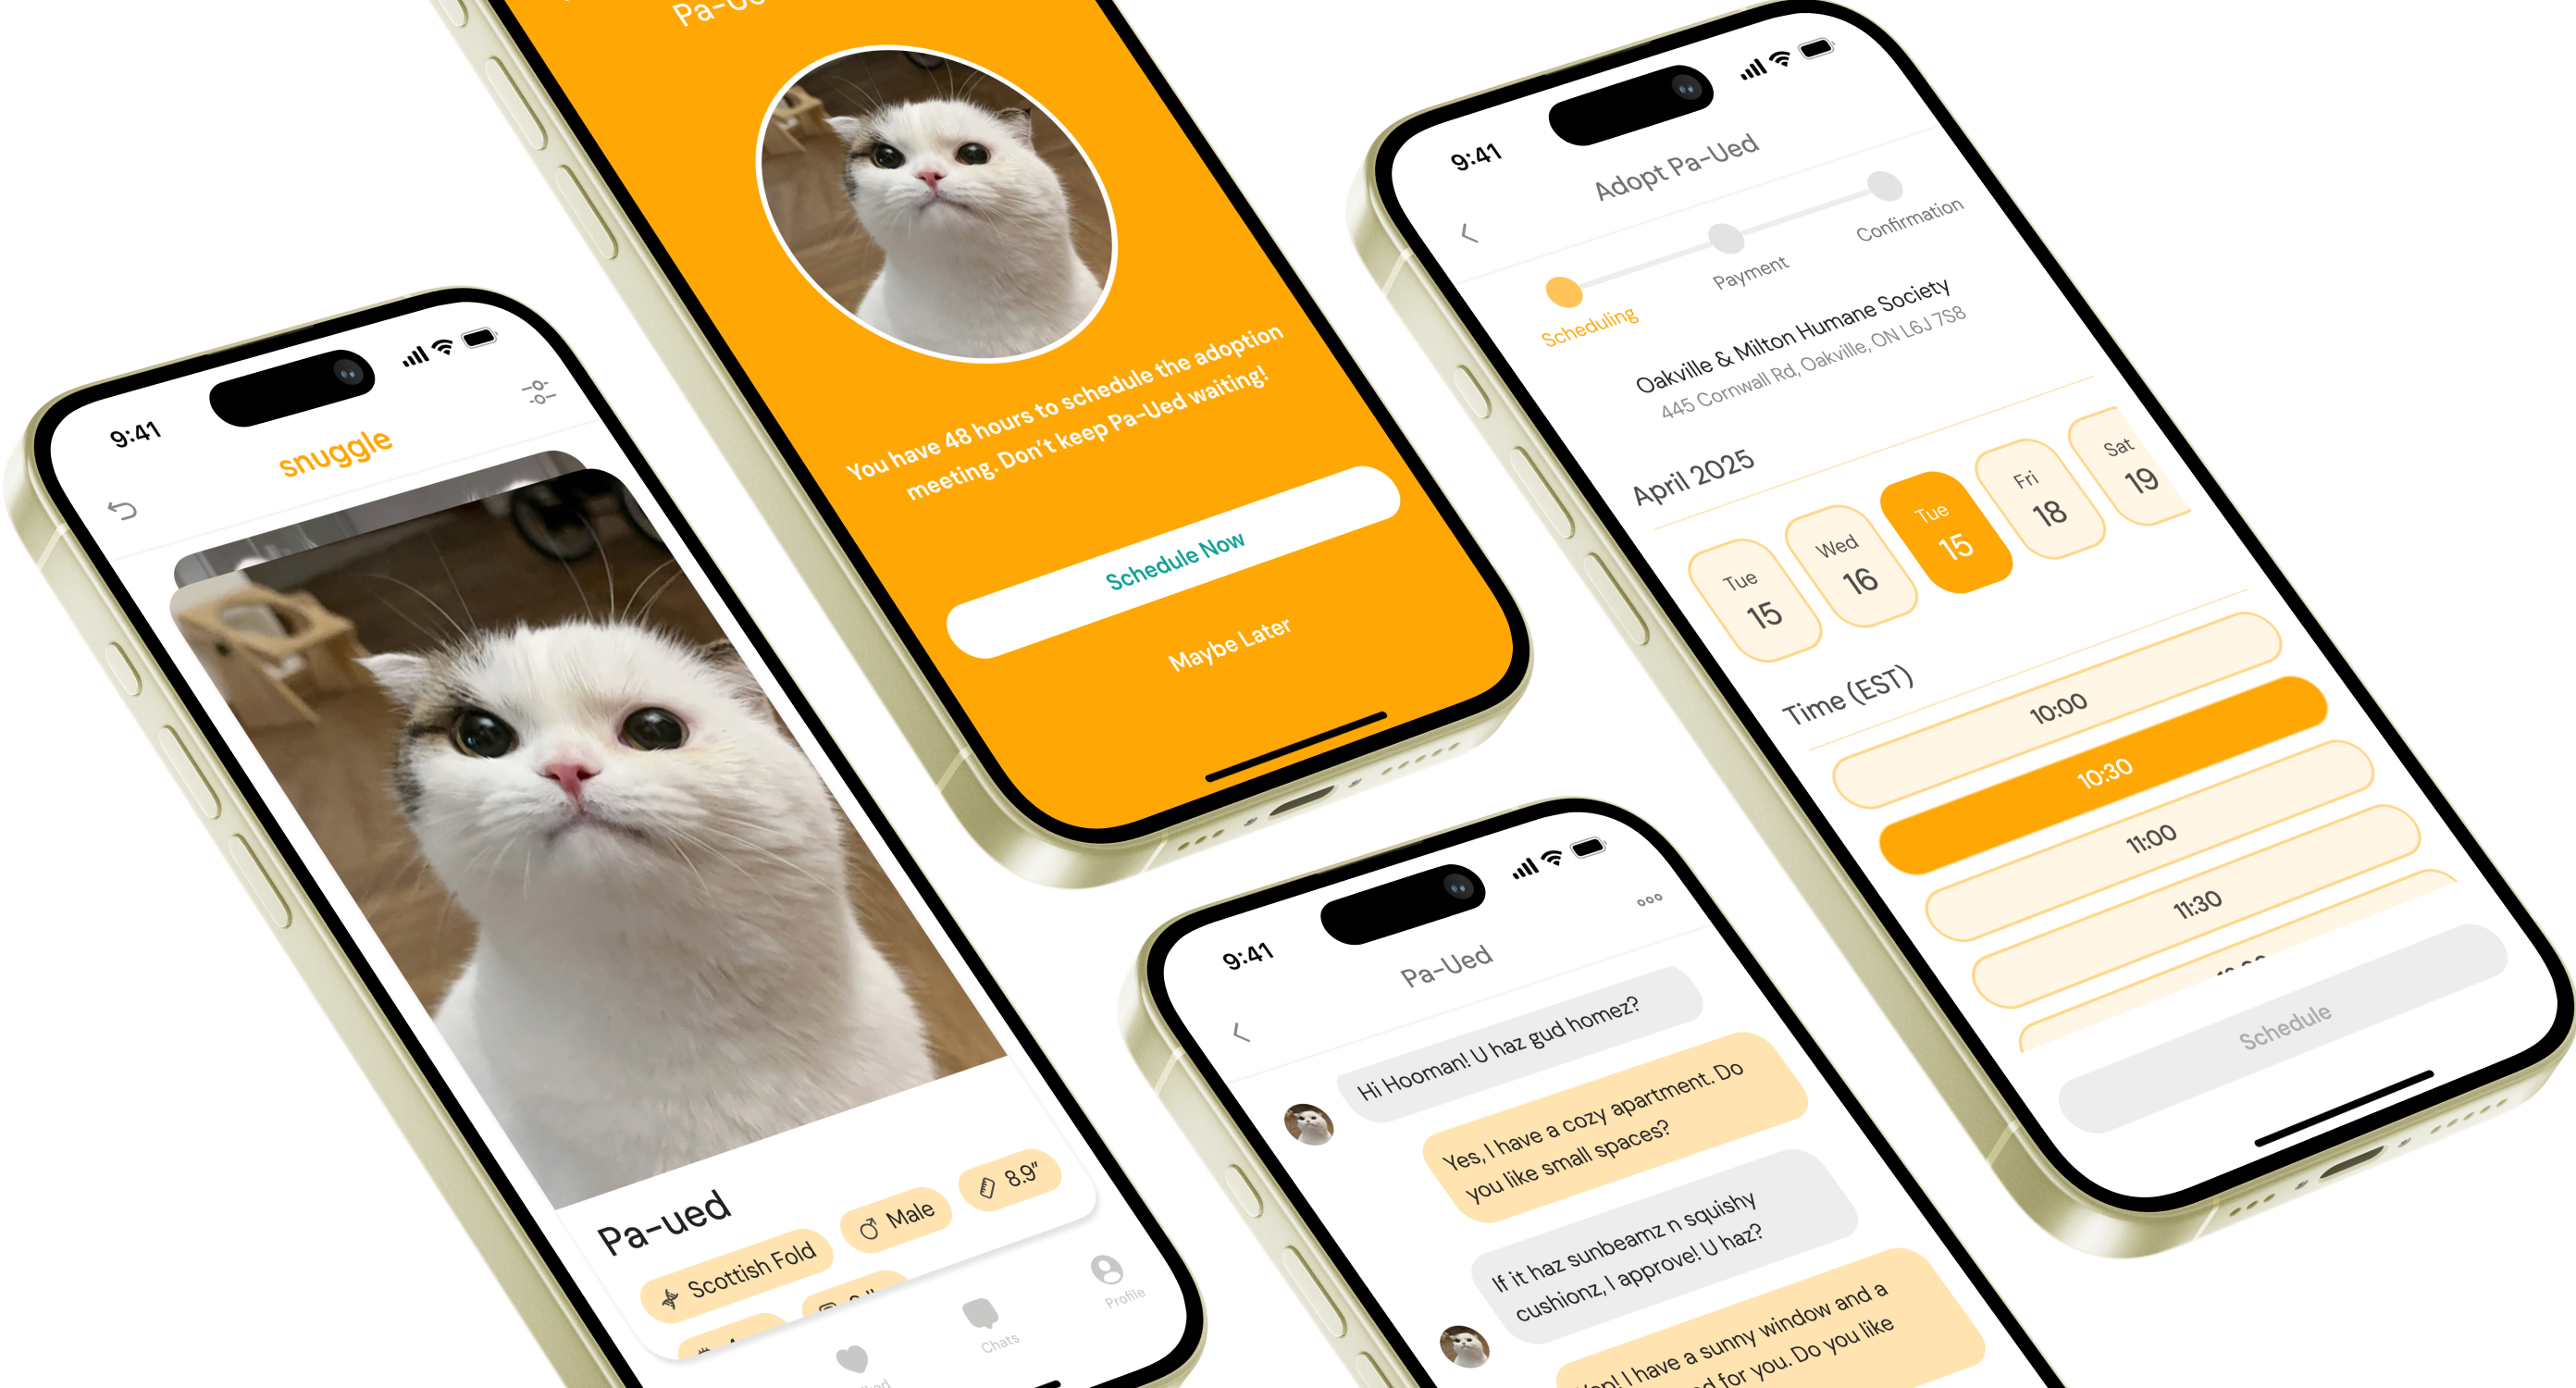 9:41
snuggle
Pa-ued
Scottish Fold
Male
8.9"
Chats
Profile
You have 48 hours to schedule the adoption
meeting. Don't keep Pa-Ued waiting!
Schedule Now
Maybe Later
9:41
Pa-Ued
Hi Hooman! U haz gud homez?
Yes, I have a cozy apartment. Do
you like small spaces?
If it haz sunbeamz n squishy
cushionz, I approve! U haz?
I have a sunny window and a
for you. Do you like
9:41
Adopt Pa-Ued
Scheduling
Payment
Confirmation
Oakville & Milton Humane Society
445 Cornwall Rd, Oakville, ON L6J 7S8
April 2025
Tue
15
Wed
16
Tue
15
Fri
18
Sat
19
Time (EST)
10:00
10:30
11:00
11:30
Schedule